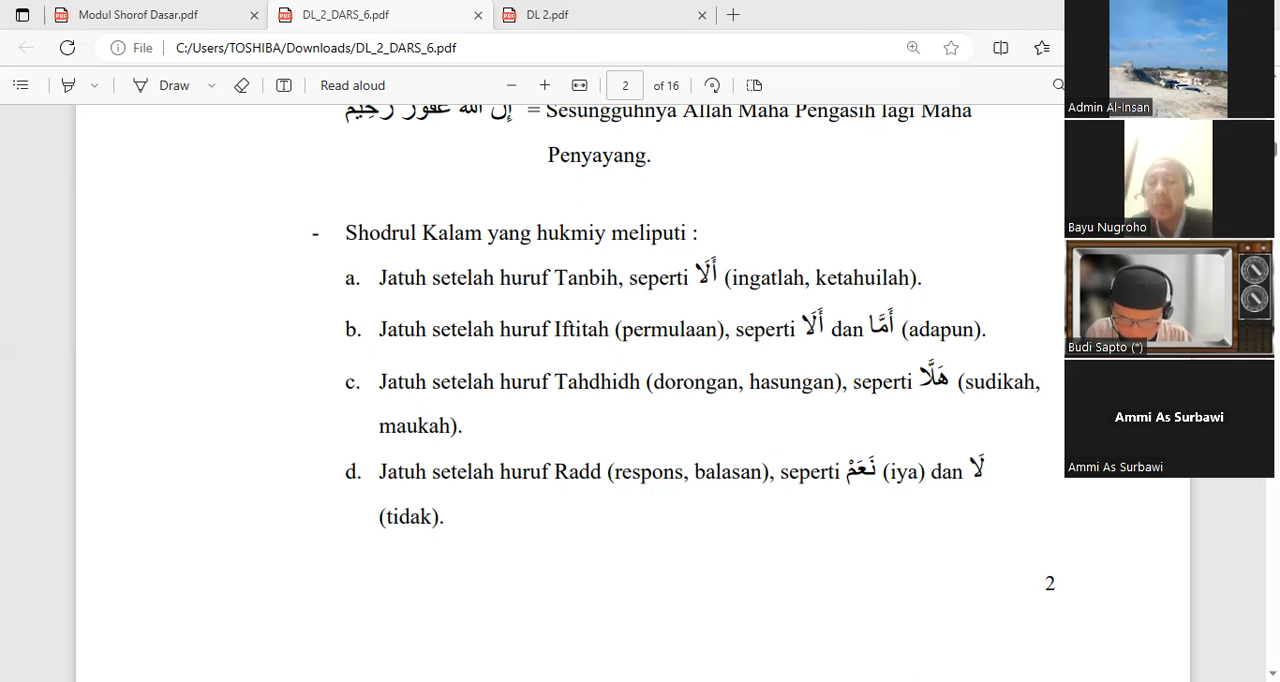 Modul Shorof Dasar.pdf
DL_2_DARS_6.pdf
DL 2.pdf
File
C:/Users/TOSHIBA/Downloads/DL_2_DARS_6.pdf
Draw
Read aloud
2 of 16
إِنَّ الله غفور رَحِيم = Sesungguhnya Allah Maha Pengasih lagi Maha
Penyayang.
- Shodrul Kalam yang hukmiy meliputi :
a. Jatuh setelah huruf Tanbih, seperti أَلَا (ingatlah, ketahuilah).
b. Jatuh setelah huruf Iftitah (permulaan), seperti أَلَا dan أَمَّا (adapun).
c. Jatuh setelah huruf Tahdhidh (dorongan, hasungan), seperti هَلَّا (sudikah,
maukah).
d. Jatuh setelah huruf Radd (respons, balasan), seperti نَعَمْ (iya) dan لَا
(tidak).
2
Admin Al-Insan
Bayu Nugroho
Budi Sapto (*)
Ammi As Surbawi
Ammi As Surbawi